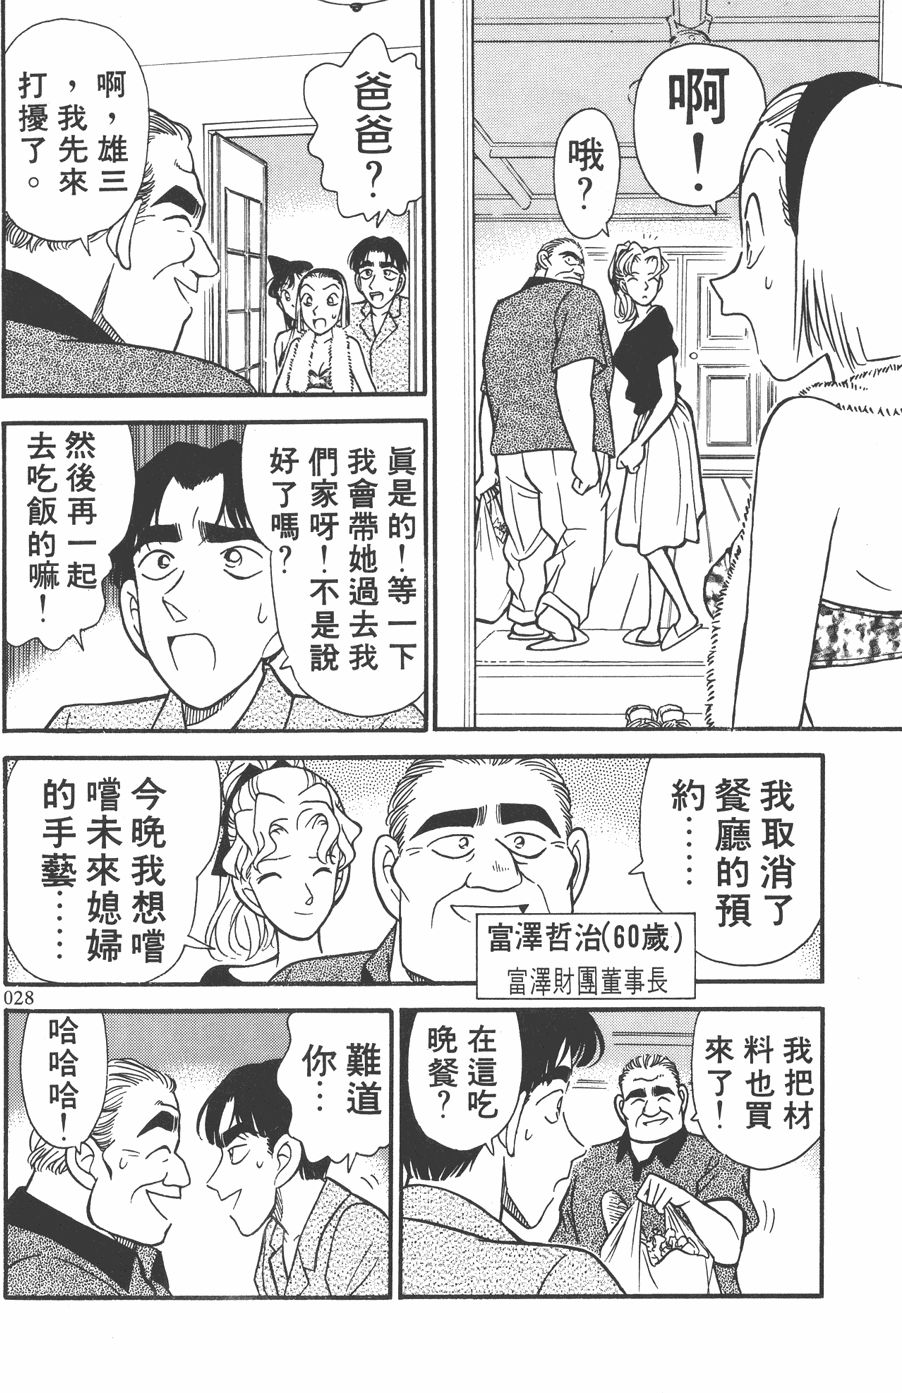 啊！
哦？
爸爸？
啊，雄三
，我先來
打擾了。
眞是的！等一下
我會帶她過去我
們家呀！不是說
好了嗎？
然後再一起
去吃飯的嘛！
我取消了
餐廳的預
約……
富澤哲治(60歲)
富澤財團董事長
今晚我想嚐
嚐未來媳婦
的手藝……
028
我把材
料也買
來了！
在這吃
晚餐？
難道
你…
哈哈哈！